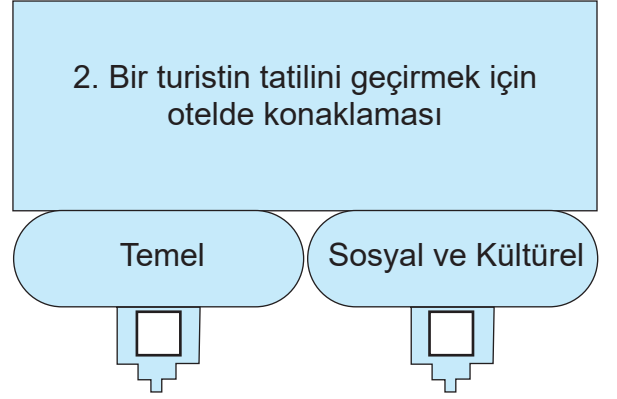 2. Bir turistin tatilini geçirmek için
otelde konaklaması
Temel
Sosyal ve Kültürel